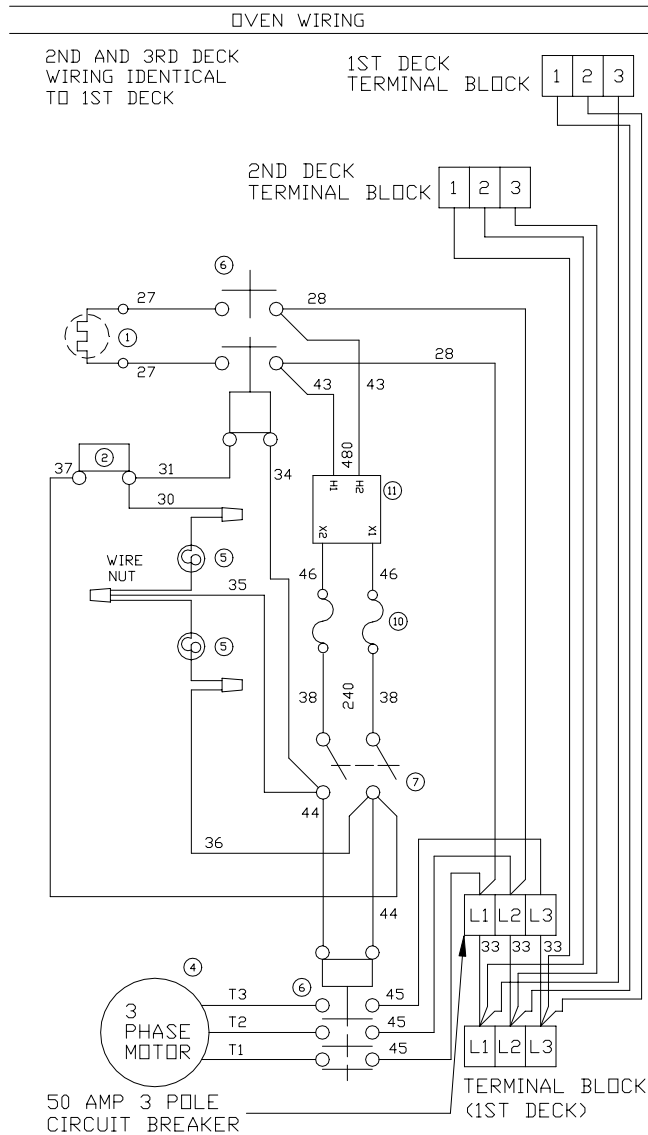 OVEN WIRING
2ND AND 3RD DECK
WIRING IDENTICAL
TO 1ST DECK
1ST DECK
TERMINAL BLOCK
1 2 3
2ND DECK
TERMINAL BLOCK
1 2 3
6
27
28
1
27
28
43
43
480
37
2
31
34
H1
H2
11
30
X2
X1
5
WIRE
NUT
35
46
46
10
5
38
240
38
7
44
36
44
L1 L2 L3
33 33 33
4
6
T3
45
3
PHASE
MOTOR
T2
45
T1
45
L1 L2 L3
TERMINAL BLOCK
(1ST DECK)
50 AMP 3 POLE
CIRCUIT BREAKER